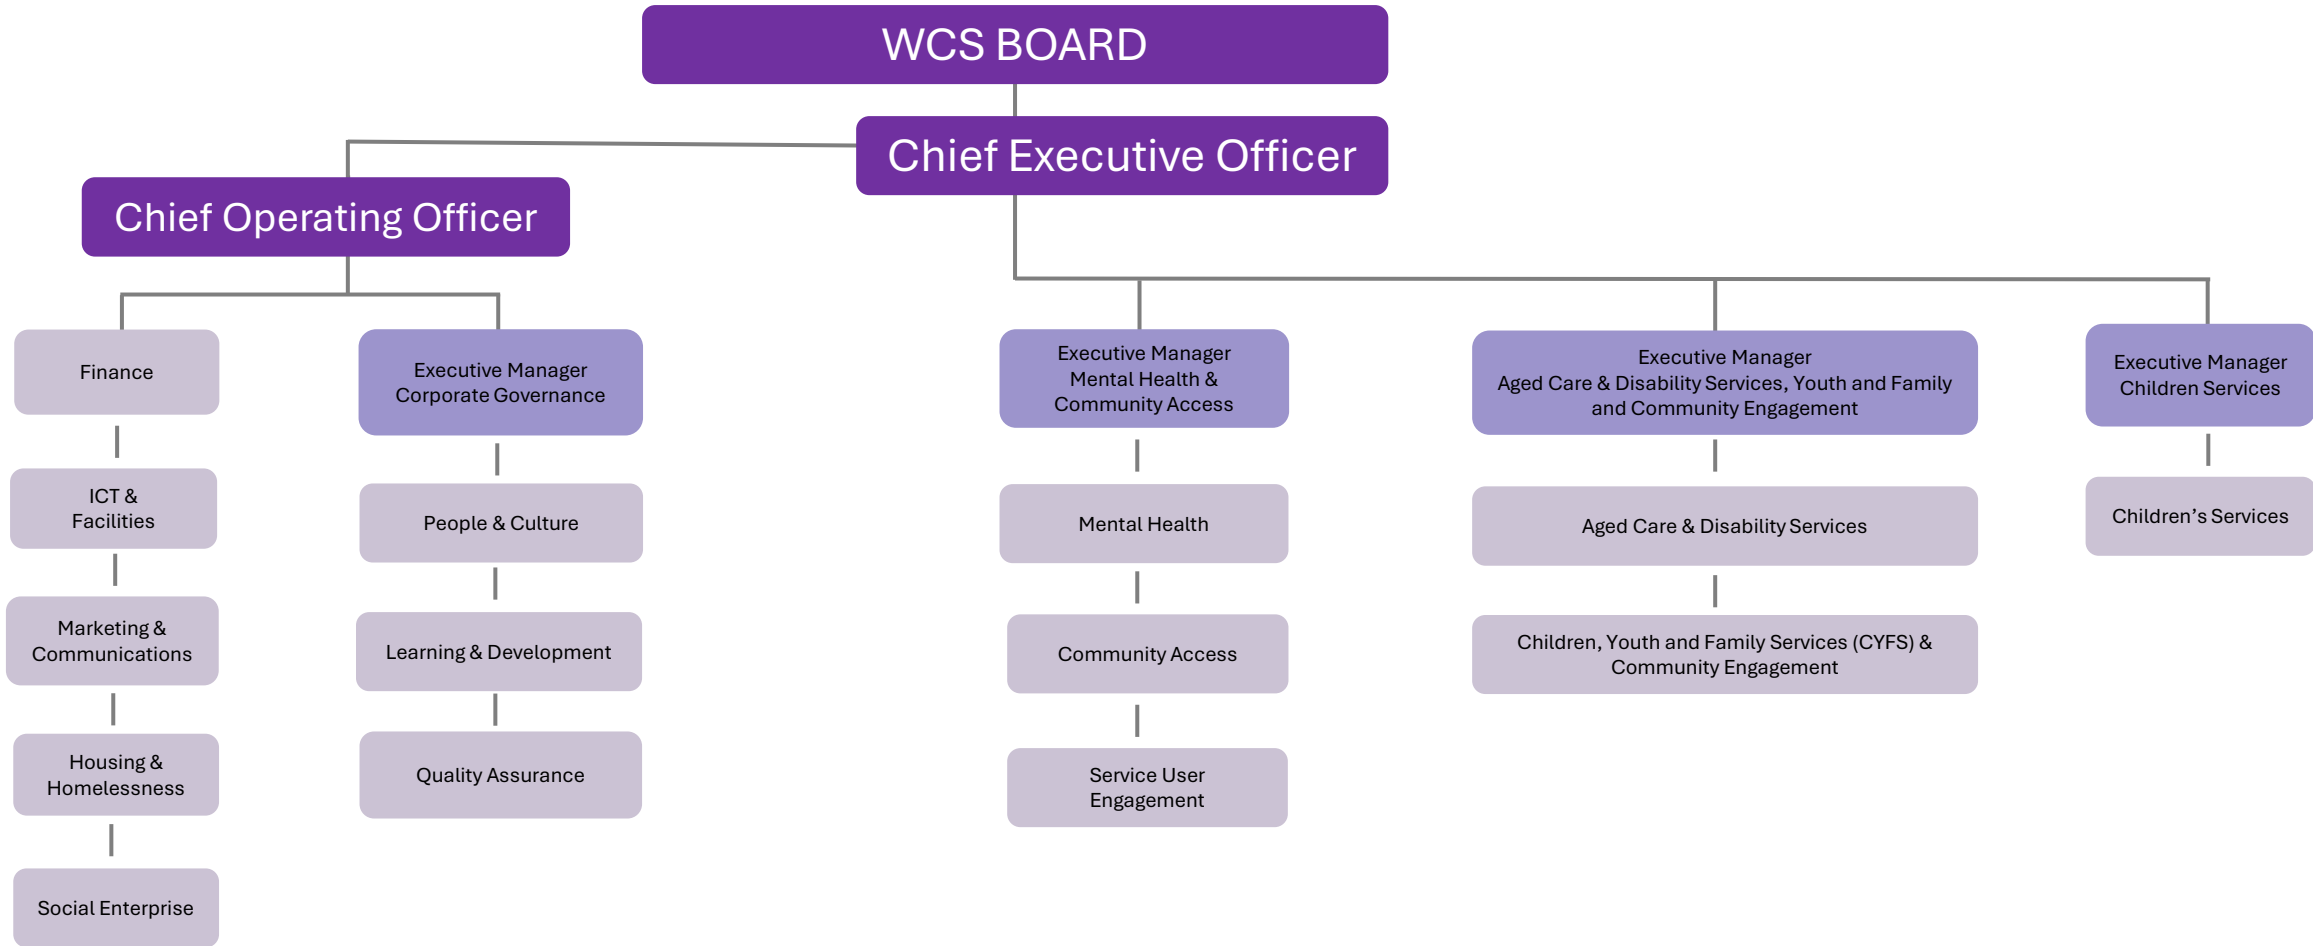 WCS BOARD
Chief Executive Officer
Chief Operating Officer
Finance
ICT &
Facilities
Marketing &
Communications
Housing &
Homelessness
Social Enterprise
Executive Manager
Corporate Governance
People & Culture
Learning & Development
Quality Assurance
Executive Manager
Mental Health &
Community Access
Mental Health
Community Access
Service User
Engagement
Executive Manager
Aged Care & Disability Services, Youth and Family
and Community Engagement
Aged Care & Disability Services
Children, Youth and Family Services (CYFS) &
Community Engagement
Executive Manager
Children Services
Children’s Services